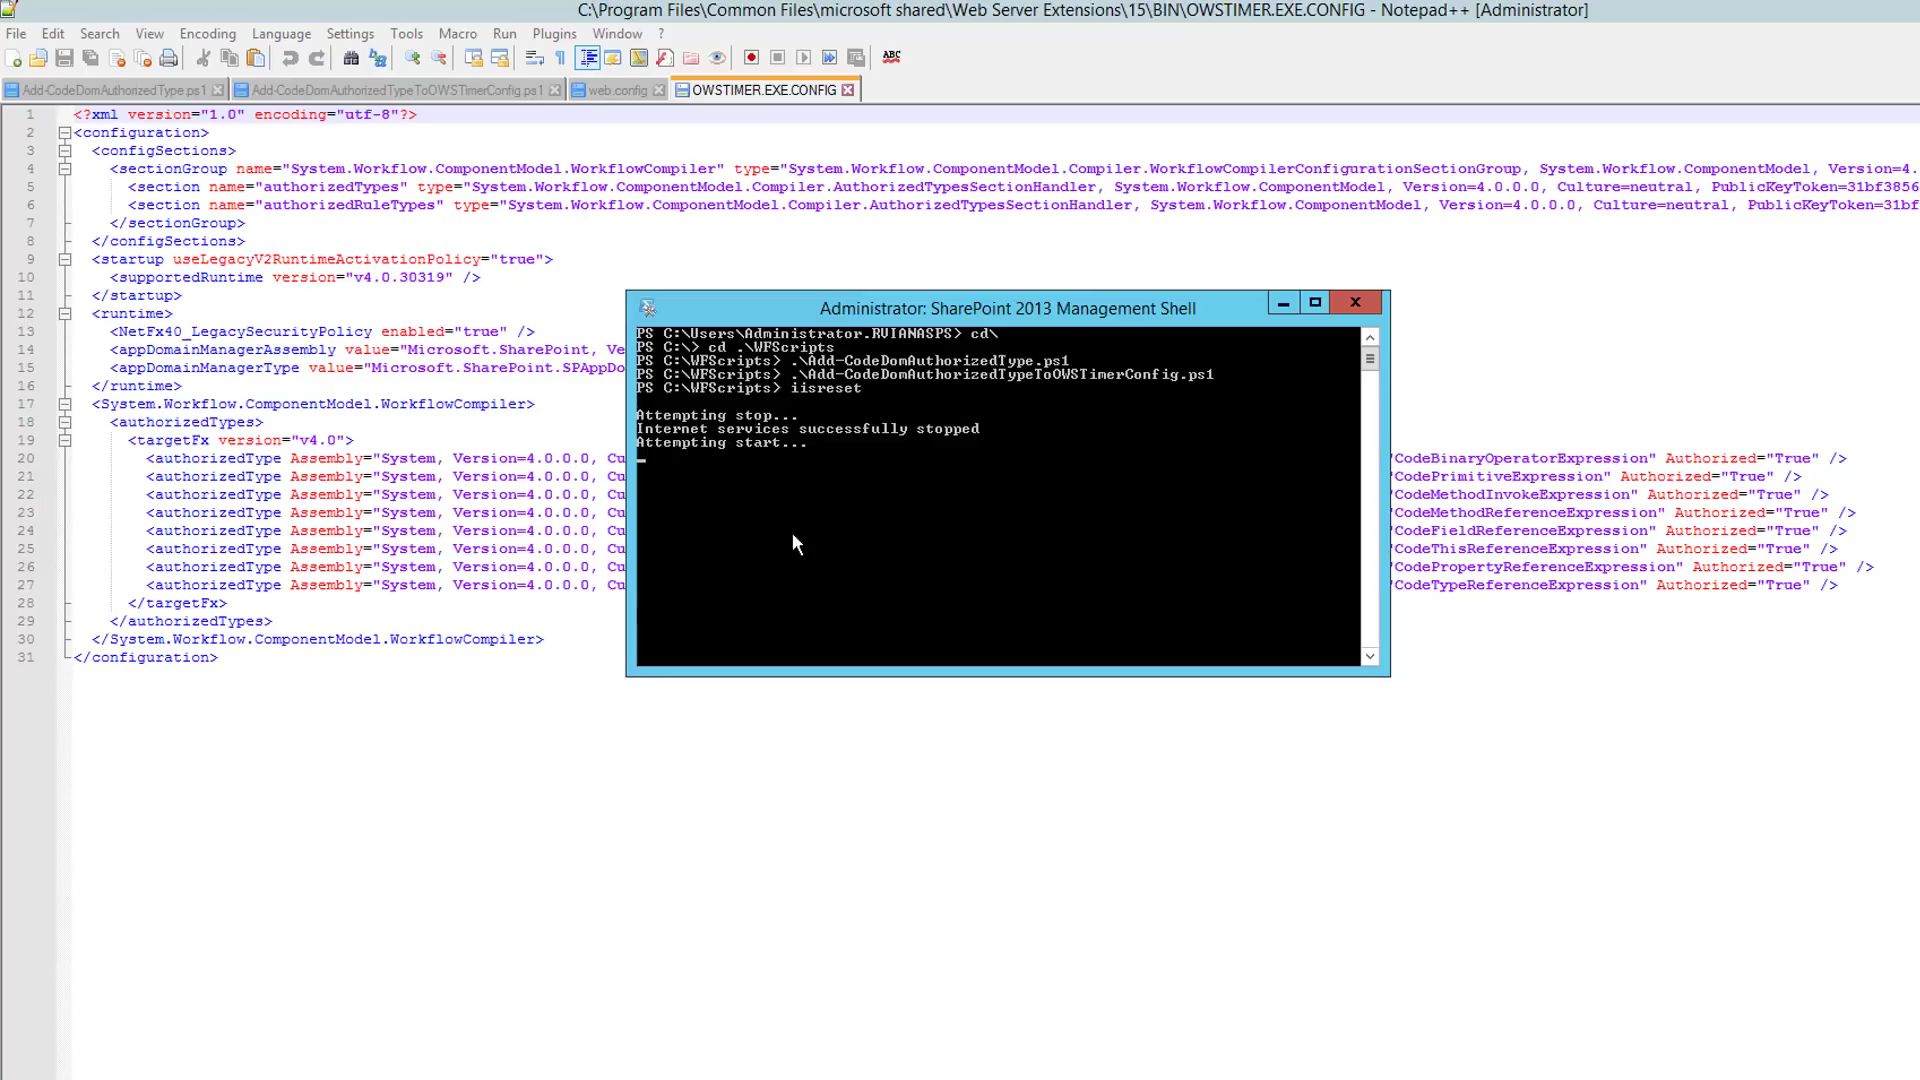 C:\Program Files\Common Files\microsoft shared\Web Server Extensions\15\BIN\OWSTIMER.EXE.CONFIG - Notepad++ [Administrator]
File Edit Search View Encoding Language Settings Tools Macro Run Plugins Window ?
ABC
Add-CodeDomAuthorizedType.ps1 Add-CodeDomAuthorizedTypeToOWSTimerConfig.ps1 web.config OWSTIMER.EXE.CONFIG
1 <?xml version="1.0" encoding="utf-8"?>
2 <configuration>
3 <configSections>
4 <sectionGroup name="System.Workflow.ComponentModel.WorkflowCompiler" type="System.Workflow.ComponentModel.Compiler.WorkflowCompilerConfigurationSectionGroup, System.Workflow.ComponentModel, Version=4.
5 <section name="authorizedTypes" type="System.Workflow.ComponentModel.Compiler.AuthorizedTypesSectionHandler, System.Workflow.ComponentModel, Version=4.0.0.0, Culture=neutral, PublicKeyToken=31bf3856
6 <section name="authorizedRuleTypes" type="System.Workflow.ComponentModel.Compiler.AuthorizedTypesSectionHandler, System.Workflow.ComponentModel, Version=4.0.0.0, Culture=neutral, PublicKeyToken=31bf
7 </sectionGroup>
8 </configSections>
9 <startup useLegacyV2RuntimeActivationPolicy="true">
10 <supportedRuntime version="v4.0.30319" />
11 </startup>
12 <runtime>
13 <NetFx40_LegacySecurityPolicy enabled="true" />
14 <appDomainManagerAssembly value="Microsoft.SharePoint, Ve
15 <appDomainManagerType value="Microsoft.SharePoint.SPAppDo
16 </runtime>
17 <System.Workflow.ComponentModel.WorkflowCompiler>
18 <authorizedTypes>
19 <targetFx version="v4.0">
20 <authorizedType Assembly="System, Version=4.0.0.0, Cu "CodeBinaryOperatorExpression" Authorized="True" />
21 <authorizedType Assembly="System, Version=4.0.0.0, Cu "CodePrimitiveExpression" Authorized="True" />
22 <authorizedType Assembly="System, Version=4.0.0.0, Cu "CodeMethodInvokeExpression" Authorized="True" />
23 <authorizedType Assembly="System, Version=4.0.0.0, Cu "CodeMethodReferenceExpression" Authorized="True" />
24 <authorizedType Assembly="System, Version=4.0.0.0, Cu "CodeFieldReferenceExpression" Authorized="True" />
25 <authorizedType Assembly="System, Version=4.0.0.0, Cu "CodeThisReferenceExpression" Authorized="True" />
26 <authorizedType Assembly="System, Version=4.0.0.0, Cu "CodePropertyReferenceExpression" Authorized="True" />
27 <authorizedType Assembly="System, Version=4.0.0.0, Cu "CodeTypeReferenceExpression" Authorized="True" />
28 </targetFx>
29 </authorizedTypes>
30 </System.Workflow.ComponentModel.WorkflowCompiler>
31 </configuration>
Administrator: SharePoint 2013 Management Shell
PS C:\Users\Administrator.RVIANASPS> cd\
PS C:\> cd .\WFScripts
PS C:\WFScripts> .\Add-CodeDomAuthorizedType.ps1
PS C:\WFScripts> .\Add-CodeDomAuthorizedTypeToOWSTimerConfig.ps1
PS C:\WFScripts> iisreset
Attempting stop...
Internet services successfully stopped
Attempting start...